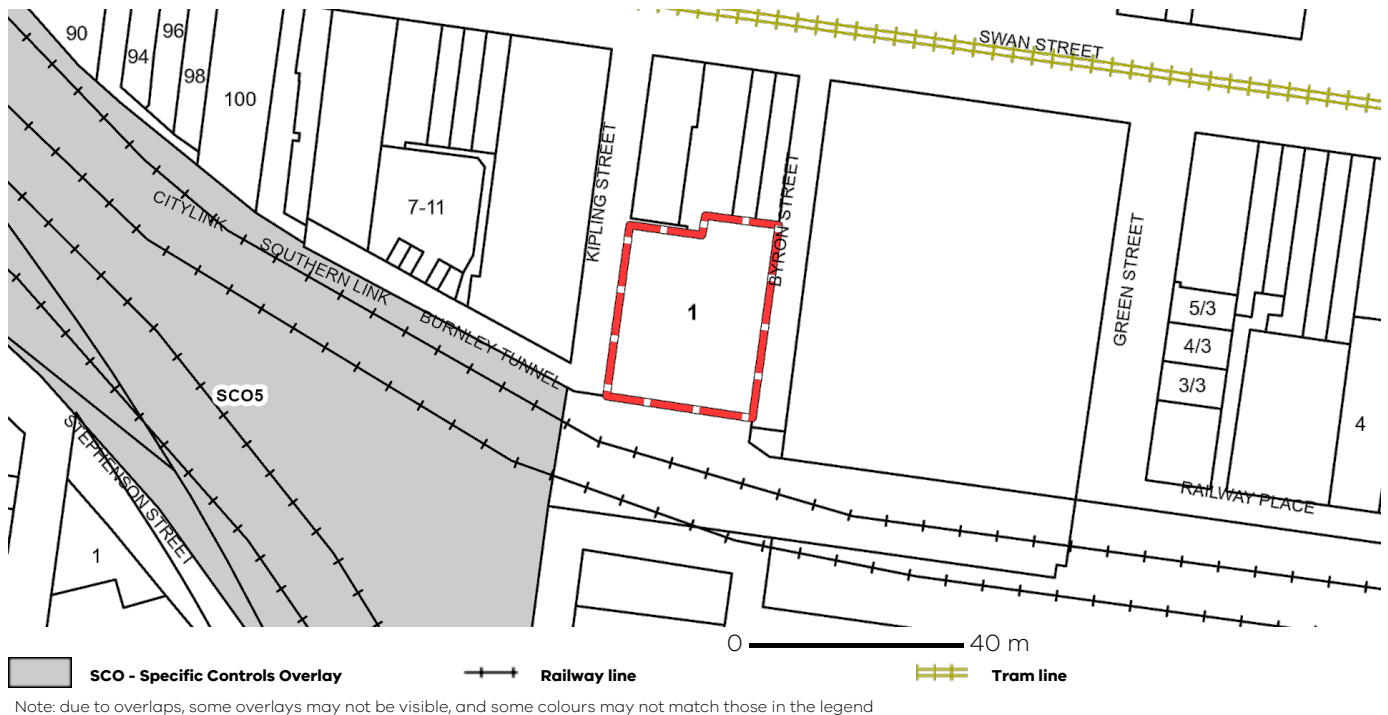 90
94
96
98
100
SWAN STREET
KIPLING STREET
BYRON STREET
GREEN STREET
7-11
CITYLINK
SOUTHERN LINK
BURNLEY TUNNEL
1
5/3
4/3
3/3
4
SCO5
STEPHENSON STREET
RAILWAY PLACE
1
0 40 m
SCO - Specific Controls Overlay Railway line Tram line
Note: due to overlaps, some overlays may not be visible, and some colours may not match those in the legend